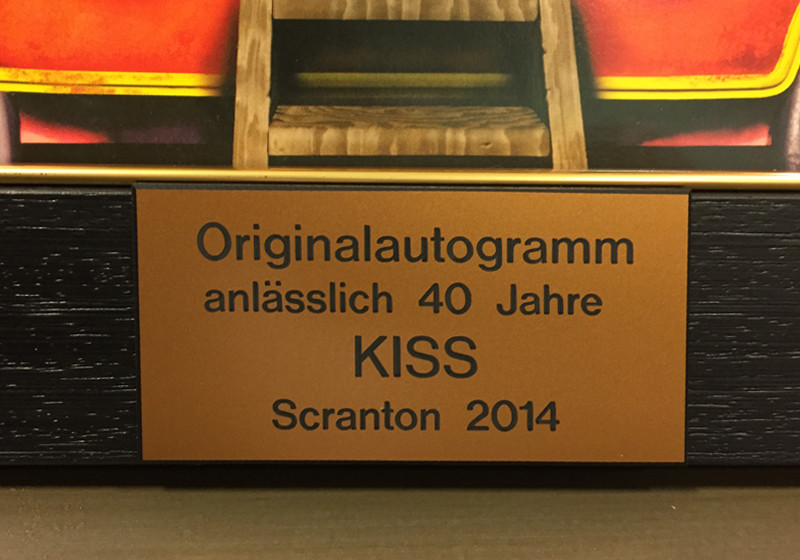 Originalautogramm
anlässlich 40 Jahre
KISS
Scranton 2014